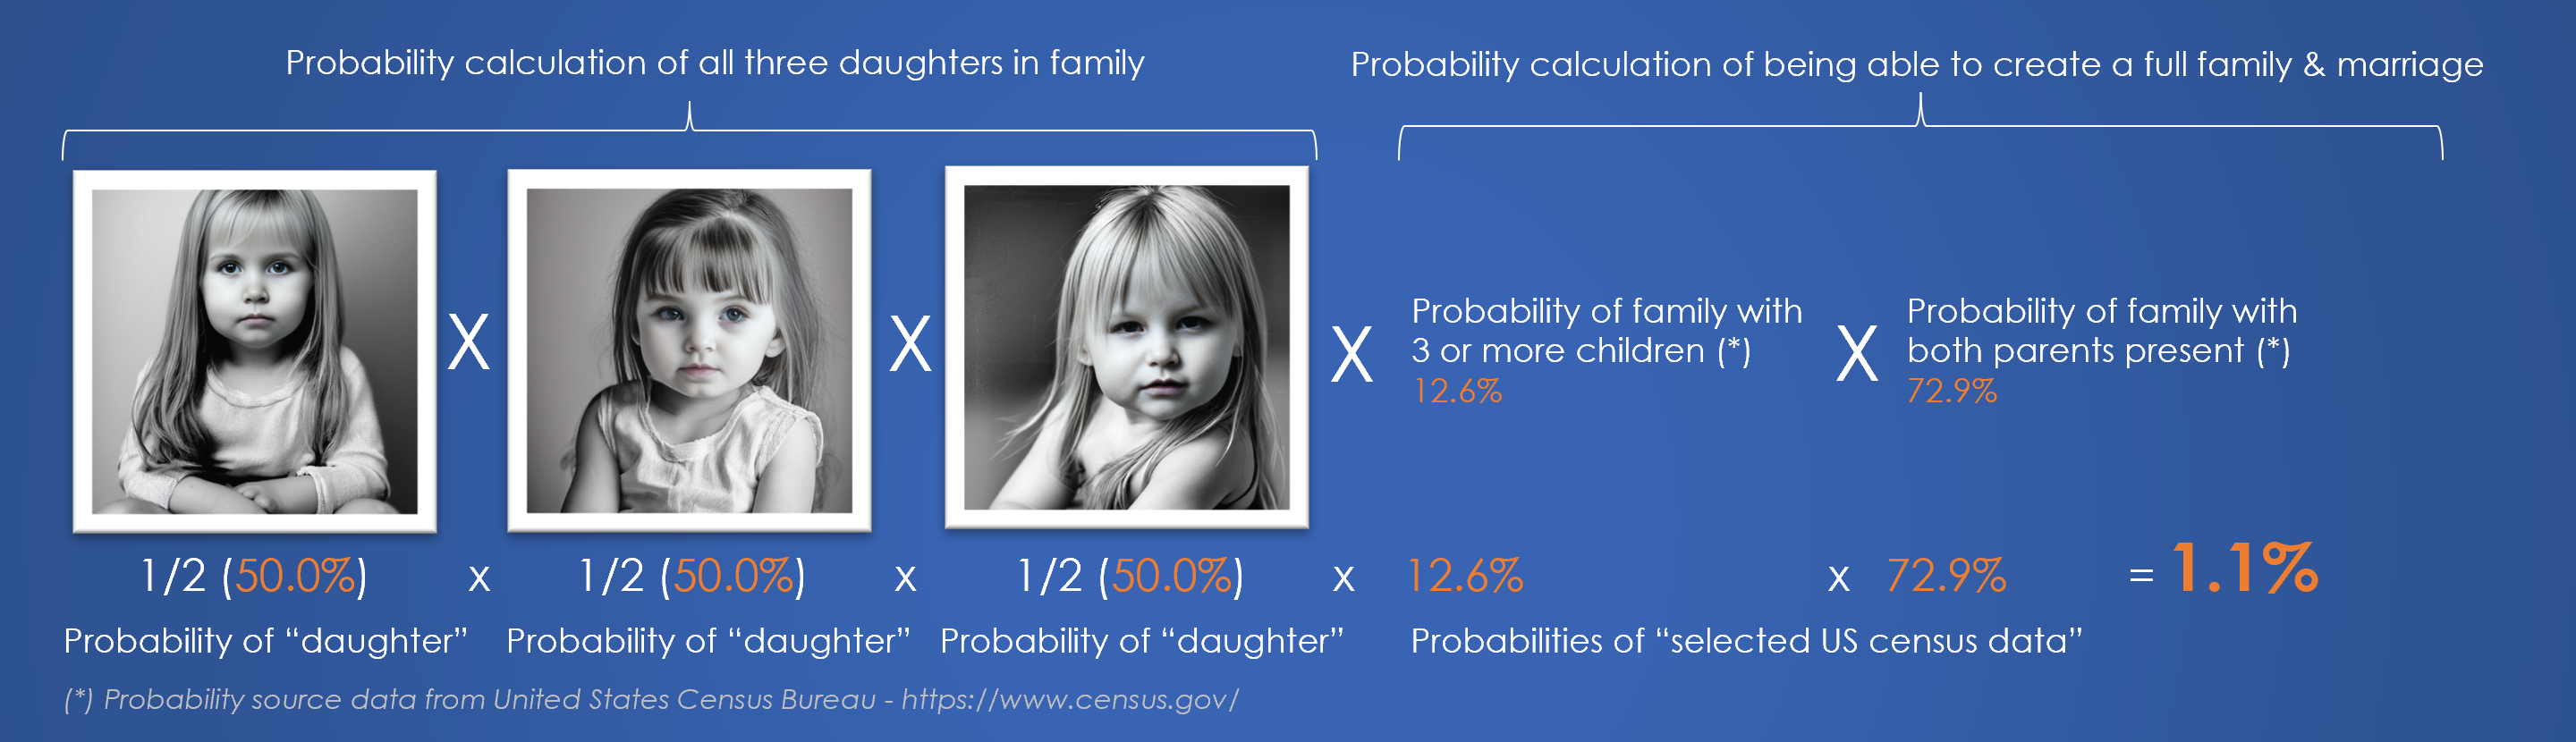 Probability calculation of all three daughters in family
Probability calculation of being able to create a full family & marriage
X
X
X
Probability of family with
3 or more children (*)
12.6%
X
Probability of family with
both parents present (*)
72.9%
1/2 (50.0%) x 1/2 (50.0%) x 1/2 (50.0%) x 12.6% x 72.9% = 1.1%
Probability of “daughter” Probability of “daughter” Probability of “daughter” Probabilities of “selected US census data”
(*) Probability source data from United States Census Bureau - https://www.census.gov/